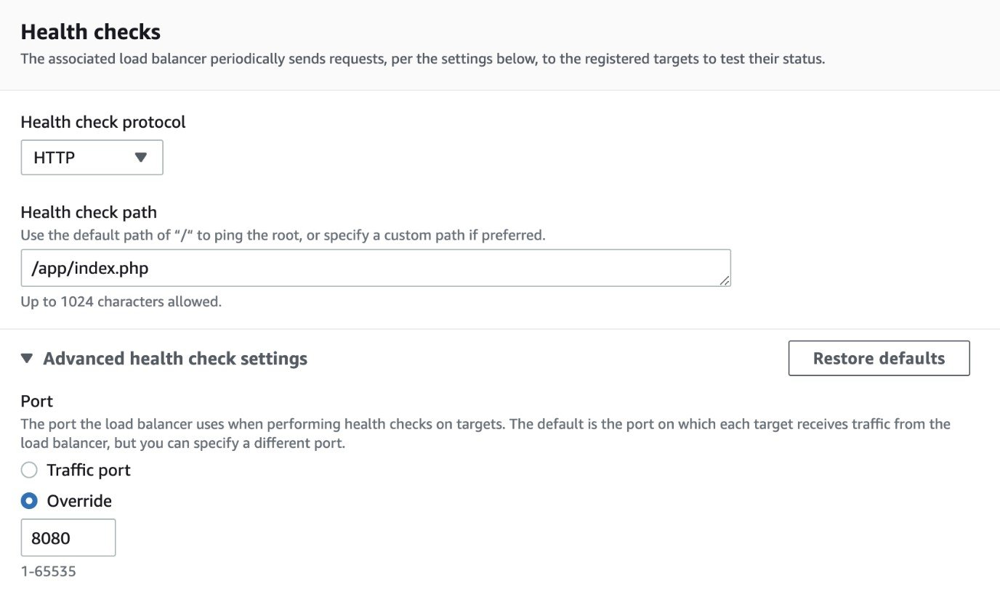 Health checks
The associated load balancer periodically sends requests, per the settings below, to the registered targets to test their status.
Health check protocol
HTTP
Health check path
Use the default path of “/“ to ping the root, or specify a custom path if preferred.
/app/index.php
Up to 1024 characters allowed.
Advanced health check settings
Restore defaults
Port
The port the load balancer uses when performing health checks on targets. The default is the port on which each target receives traffic from the
load balancer, but you can specify a different port.
Traffic port
Override
8080
1-65535